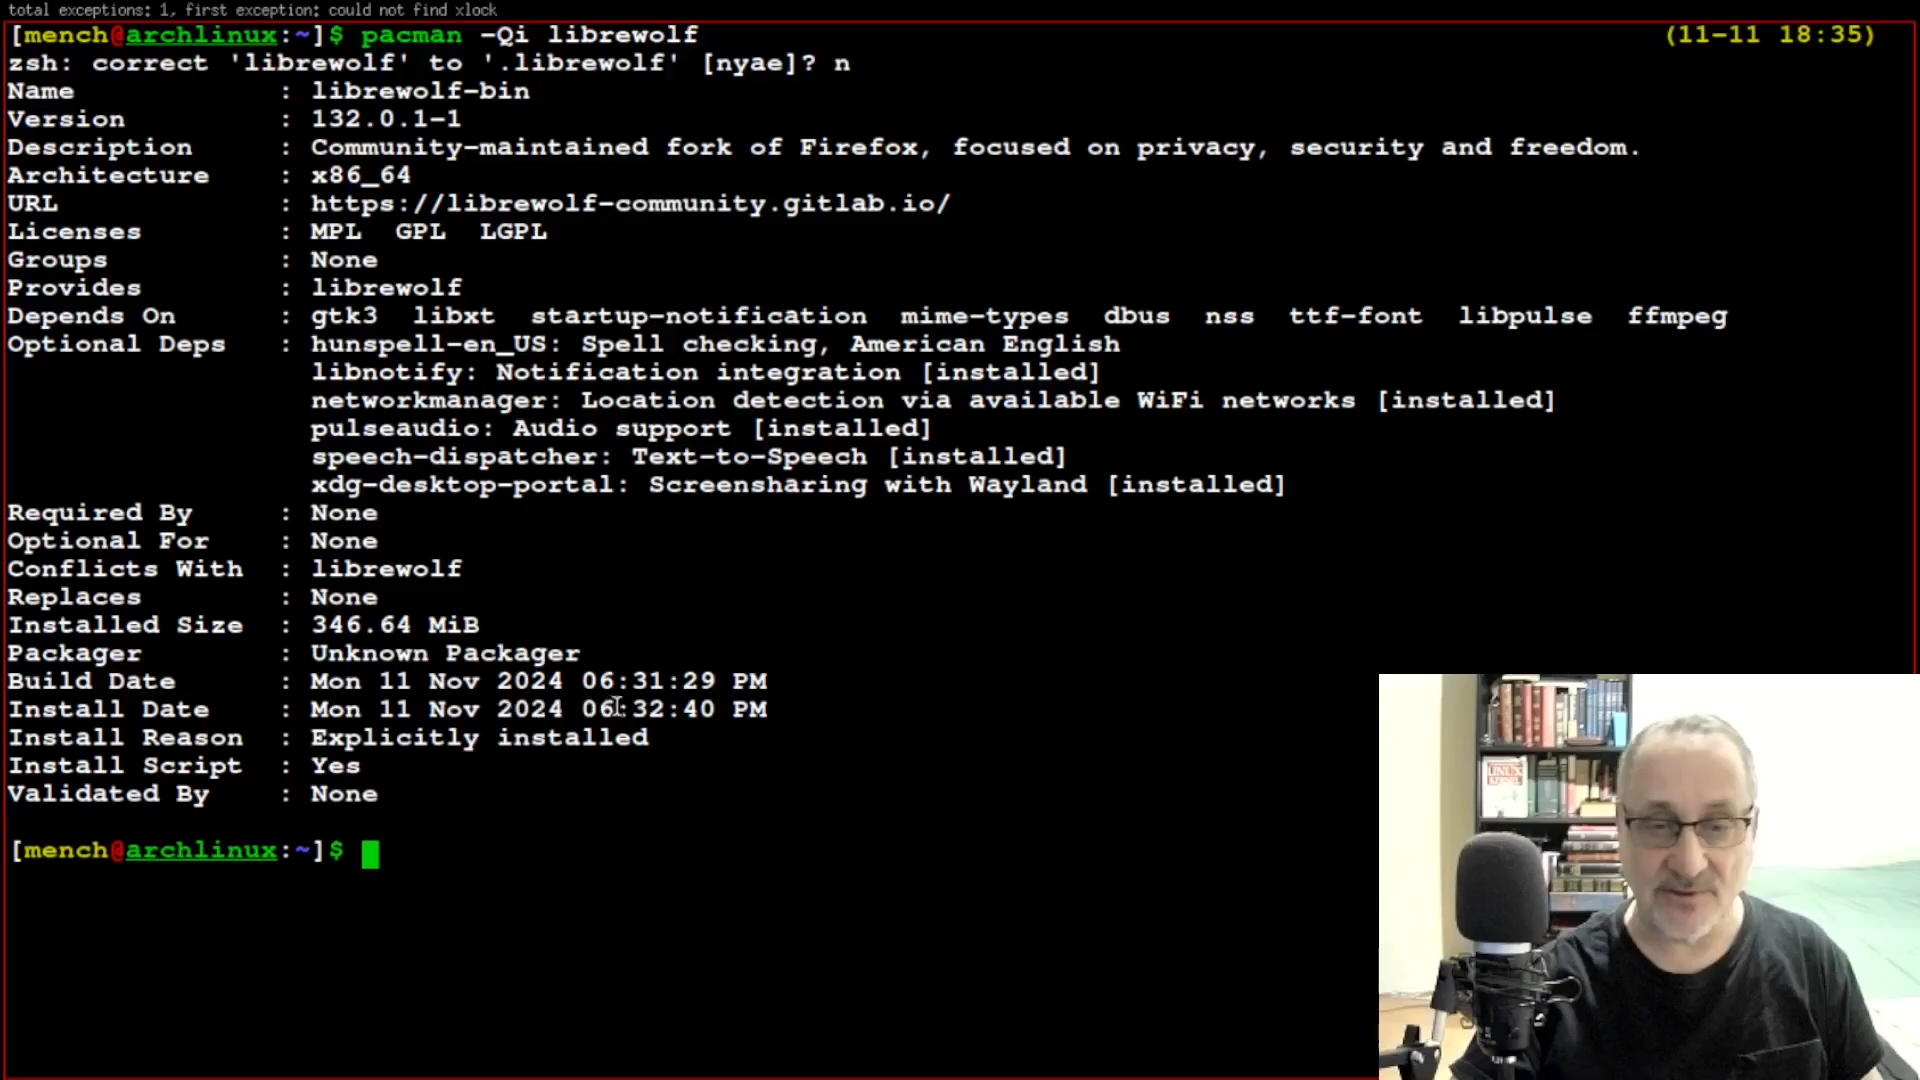 total exceptions: 1, first exception: could not find xlock
[mench@archlinux:~]$ pacman -Qi librewolf (11-11 18:35)
zsh: correct 'librewolf' to '.librewolf' [nyae]? n
Name : librewolf-bin
Version : 132.0.1-1
Description : Community-maintained fork of Firefox, focused on privacy, security and freedom.
Architecture : x86_64
URL : https://librewolf-community.gitlab.io/
Licenses : MPL GPL LGPL
Groups : None
Provides : librewolf
Depends On : gtk3 libxt startup-notification mime-types dbus nss ttf-font libpulse ffmpeg
Optional Deps : hunspell-en_US: Spell checking, American English
libnotify: Notification integration [installed]
networkmanager: Location detection via available WiFi networks [installed]
pulseaudio: Audio support [installed]
speech-dispatcher: Text-to-Speech [installed]
xdg-desktop-portal: Screensharing with Wayland [installed]
Required By : None
Optional For : None
Conflicts With : librewolf
Replaces : None
Installed Size : 346.64 MiB
Packager : Unknown Packager
Build Date : Mon 11 Nov 2024 06:31:29 PM
Install Date : Mon 11 Nov 2024 06:32:40 PM
Install Reason : Explicitly installed
Install Script : Yes
Validated By : None
[mench@archlinux:~]$
LINUX